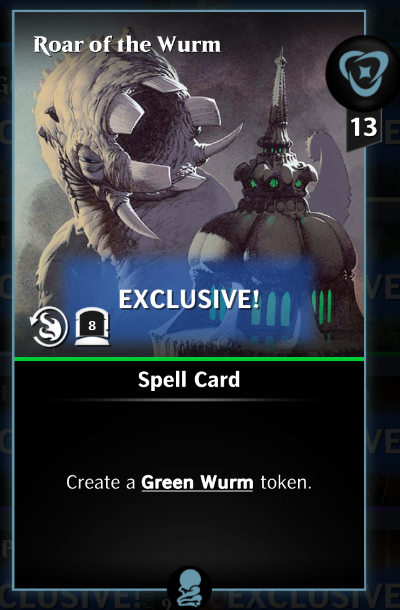 Roar of the Wurm
13
EXCLUSIVE!
8
Spell Card
Create a Green Wurm token.